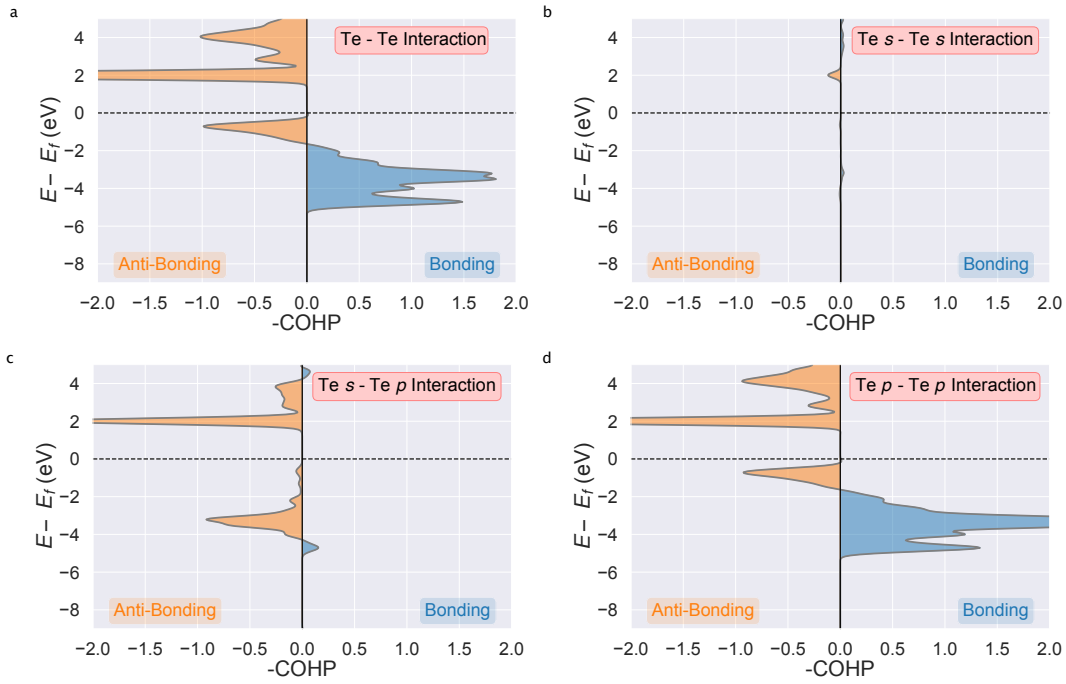 a
Te - Te Interaction
4
2
0
−2
−4
−6
−8
E − E_f (eV)
Anti-Bonding
Bonding
−2.0 −1.5 −1.0 −0.5 0.0 0.5 1.0 1.5 2.0
-COHP
b
Te s - Te s Interaction
4
2
0
−2
−4
−6
−8
E − E_f (eV)
Anti-Bonding
Bonding
−2.0 −1.5 −1.0 −0.5 0.0 0.5 1.0 1.5 2.0
-COHP
c
Te s - Te p Interaction
4
2
0
−2
−4
−6
−8
E − E_f (eV)
Anti-Bonding
Bonding
−2.0 −1.5 −1.0 −0.5 0.0 0.5 1.0 1.5 2.0
-COHP
d
Te p - Te p Interaction
4
2
0
−2
−4
−6
−8
E − E_f (eV)
Anti-Bonding
Bonding
−2.0 −1.5 −1.0 −0.5 0.0 0.5 1.0 1.5 2.0
-COHP